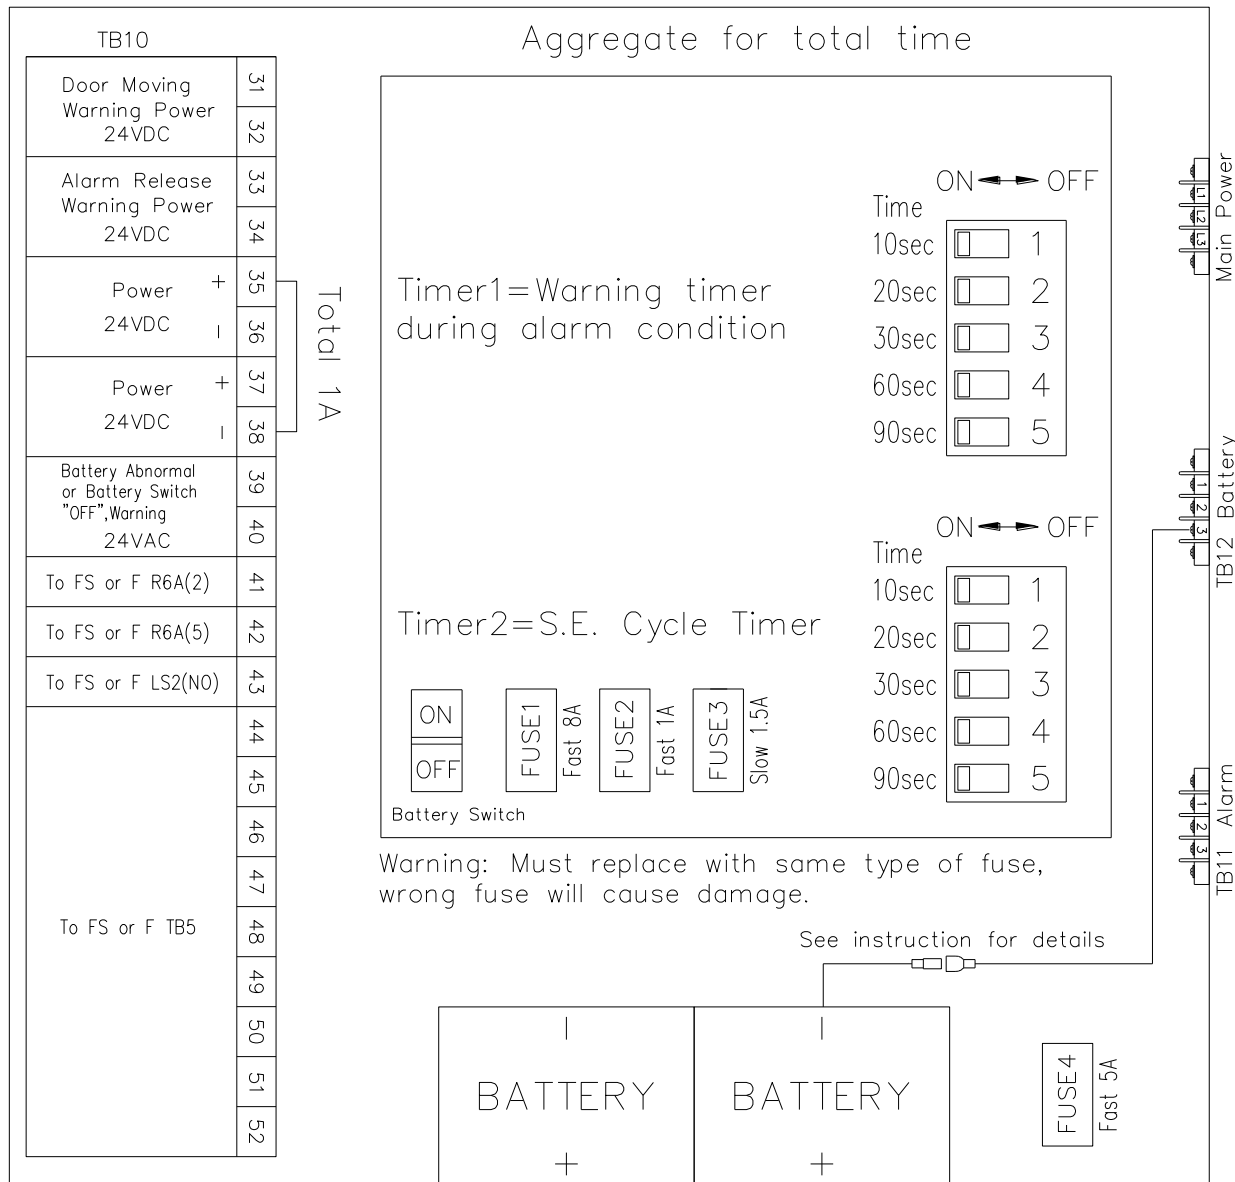 TB10
Door Moving
Warning Power
24VDC
31
32
Alarm Release
Warning Power
24VDC
33
34
Power +
24VDC −
35
36
Power +
24VDC −
37
38
Total 1A
Battery Abnormal
or Battery Switch
"OFF",Warning
24VAC
39
40
To FS or F R6A(2)
41
To FS or F R6A(5)
42
To FS or F LS2(NO)
43
To FS or F TB5
44
45
46
47
48
49
50
51
52
Aggregate for total time
Timer1=Warning timer
during alarm condition
ON OFF
Time
10sec 1
20sec 2
30sec 3
60sec 4
90sec 5
Timer2=S.E. Cycle Timer
ON OFF
Time
10sec 1
20sec 2
30sec 3
60sec 4
90sec 5
ON
OFF
Battery Switch
FUSE1
Fast 8A
FUSE2
Fast 1A
FUSE3
Slow 1.5A
Warning: Must replace with same type of fuse,
wrong fuse will cause damage.
See instruction for details
−
BATTERY
+
−
BATTERY
+
FUSE4
Fast 5A
L1
L2
L3
Main Power
1
2
3
TB12 Battery
1
2
3
TB11 Alarm